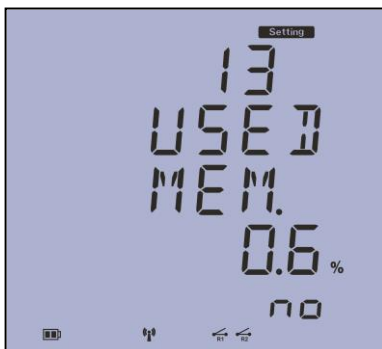 Setting
13
USED
MEM.
0.6 %
no
R1 R2